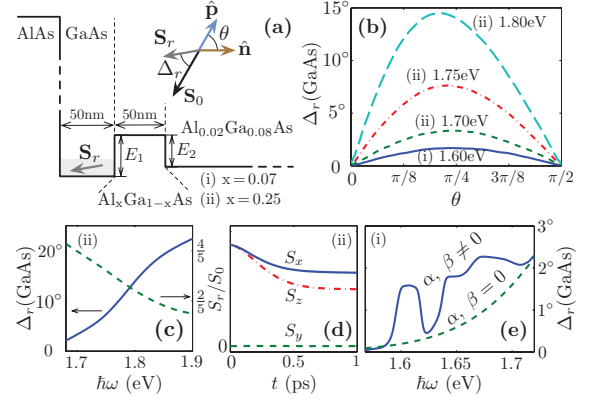 AlAs GaAs
50nm 50nm
S_r
E_1 E_2
Al_{0.02}Ga_{0.08}As
Al_xGa_{1−x}As
(i) x = 0.07
(ii) x = 0.25
p̂
θ
S_r
n̂
Δ_r
S_0
(a)
(b)
(ii) 1.80eV
(ii) 1.75eV
(ii) 1.70eV
(i) 1.60eV
Δ_r(GaAs)
15°
10°
5°
0
0 π/8 π/4 3π/8 π/2
θ
(ii)
(c)
Δ_r(GaAs)
20°
10°
0°
4/5
2/5
S_r/S_0
1.7 1.8 1.9
ħω (eV)
(ii)
S_x
S_z
S_y
(d)
0 0.5 1
t (ps)
(i)
α, β ≠ 0
α, β = 0
(e)
3°
2°
1°
0
Δ_r(GaAs)
1.6 1.65 1.7
ħω (eV)